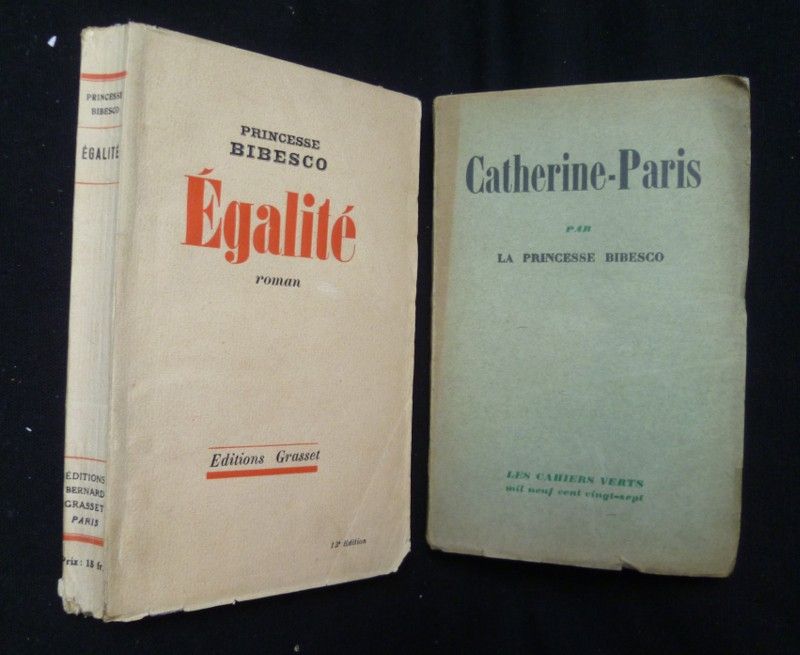 PRINCESSE
BIBESCO
ÉGALITÉ
ÉDITIONS
BERNARD
GRASSET
PARIS
Prix : 18 fr.
PRINCESSE
BIBESCO
Égalité
roman
Editions Grasset
12e Edition
Catherine-Paris
PAR
LA PRINCESSE BIBESCO
LES CAHIERS VERTS
mil neuf cent vingt-sept